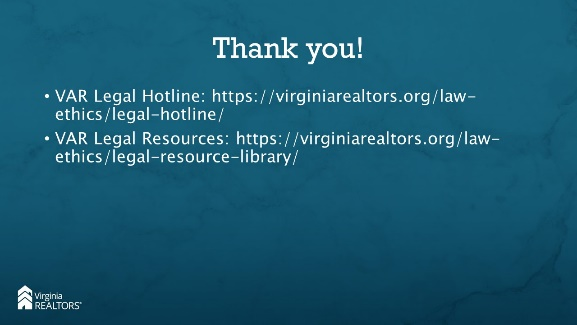 Thank you!
• VAR Legal Hotline: https://virginiarealtors.org/law-
ethics/legal-hotline/
• VAR Legal Resources: https://virginiarealtors.org/law-
ethics/legal-resource-library/
Virginia
REALTORS®